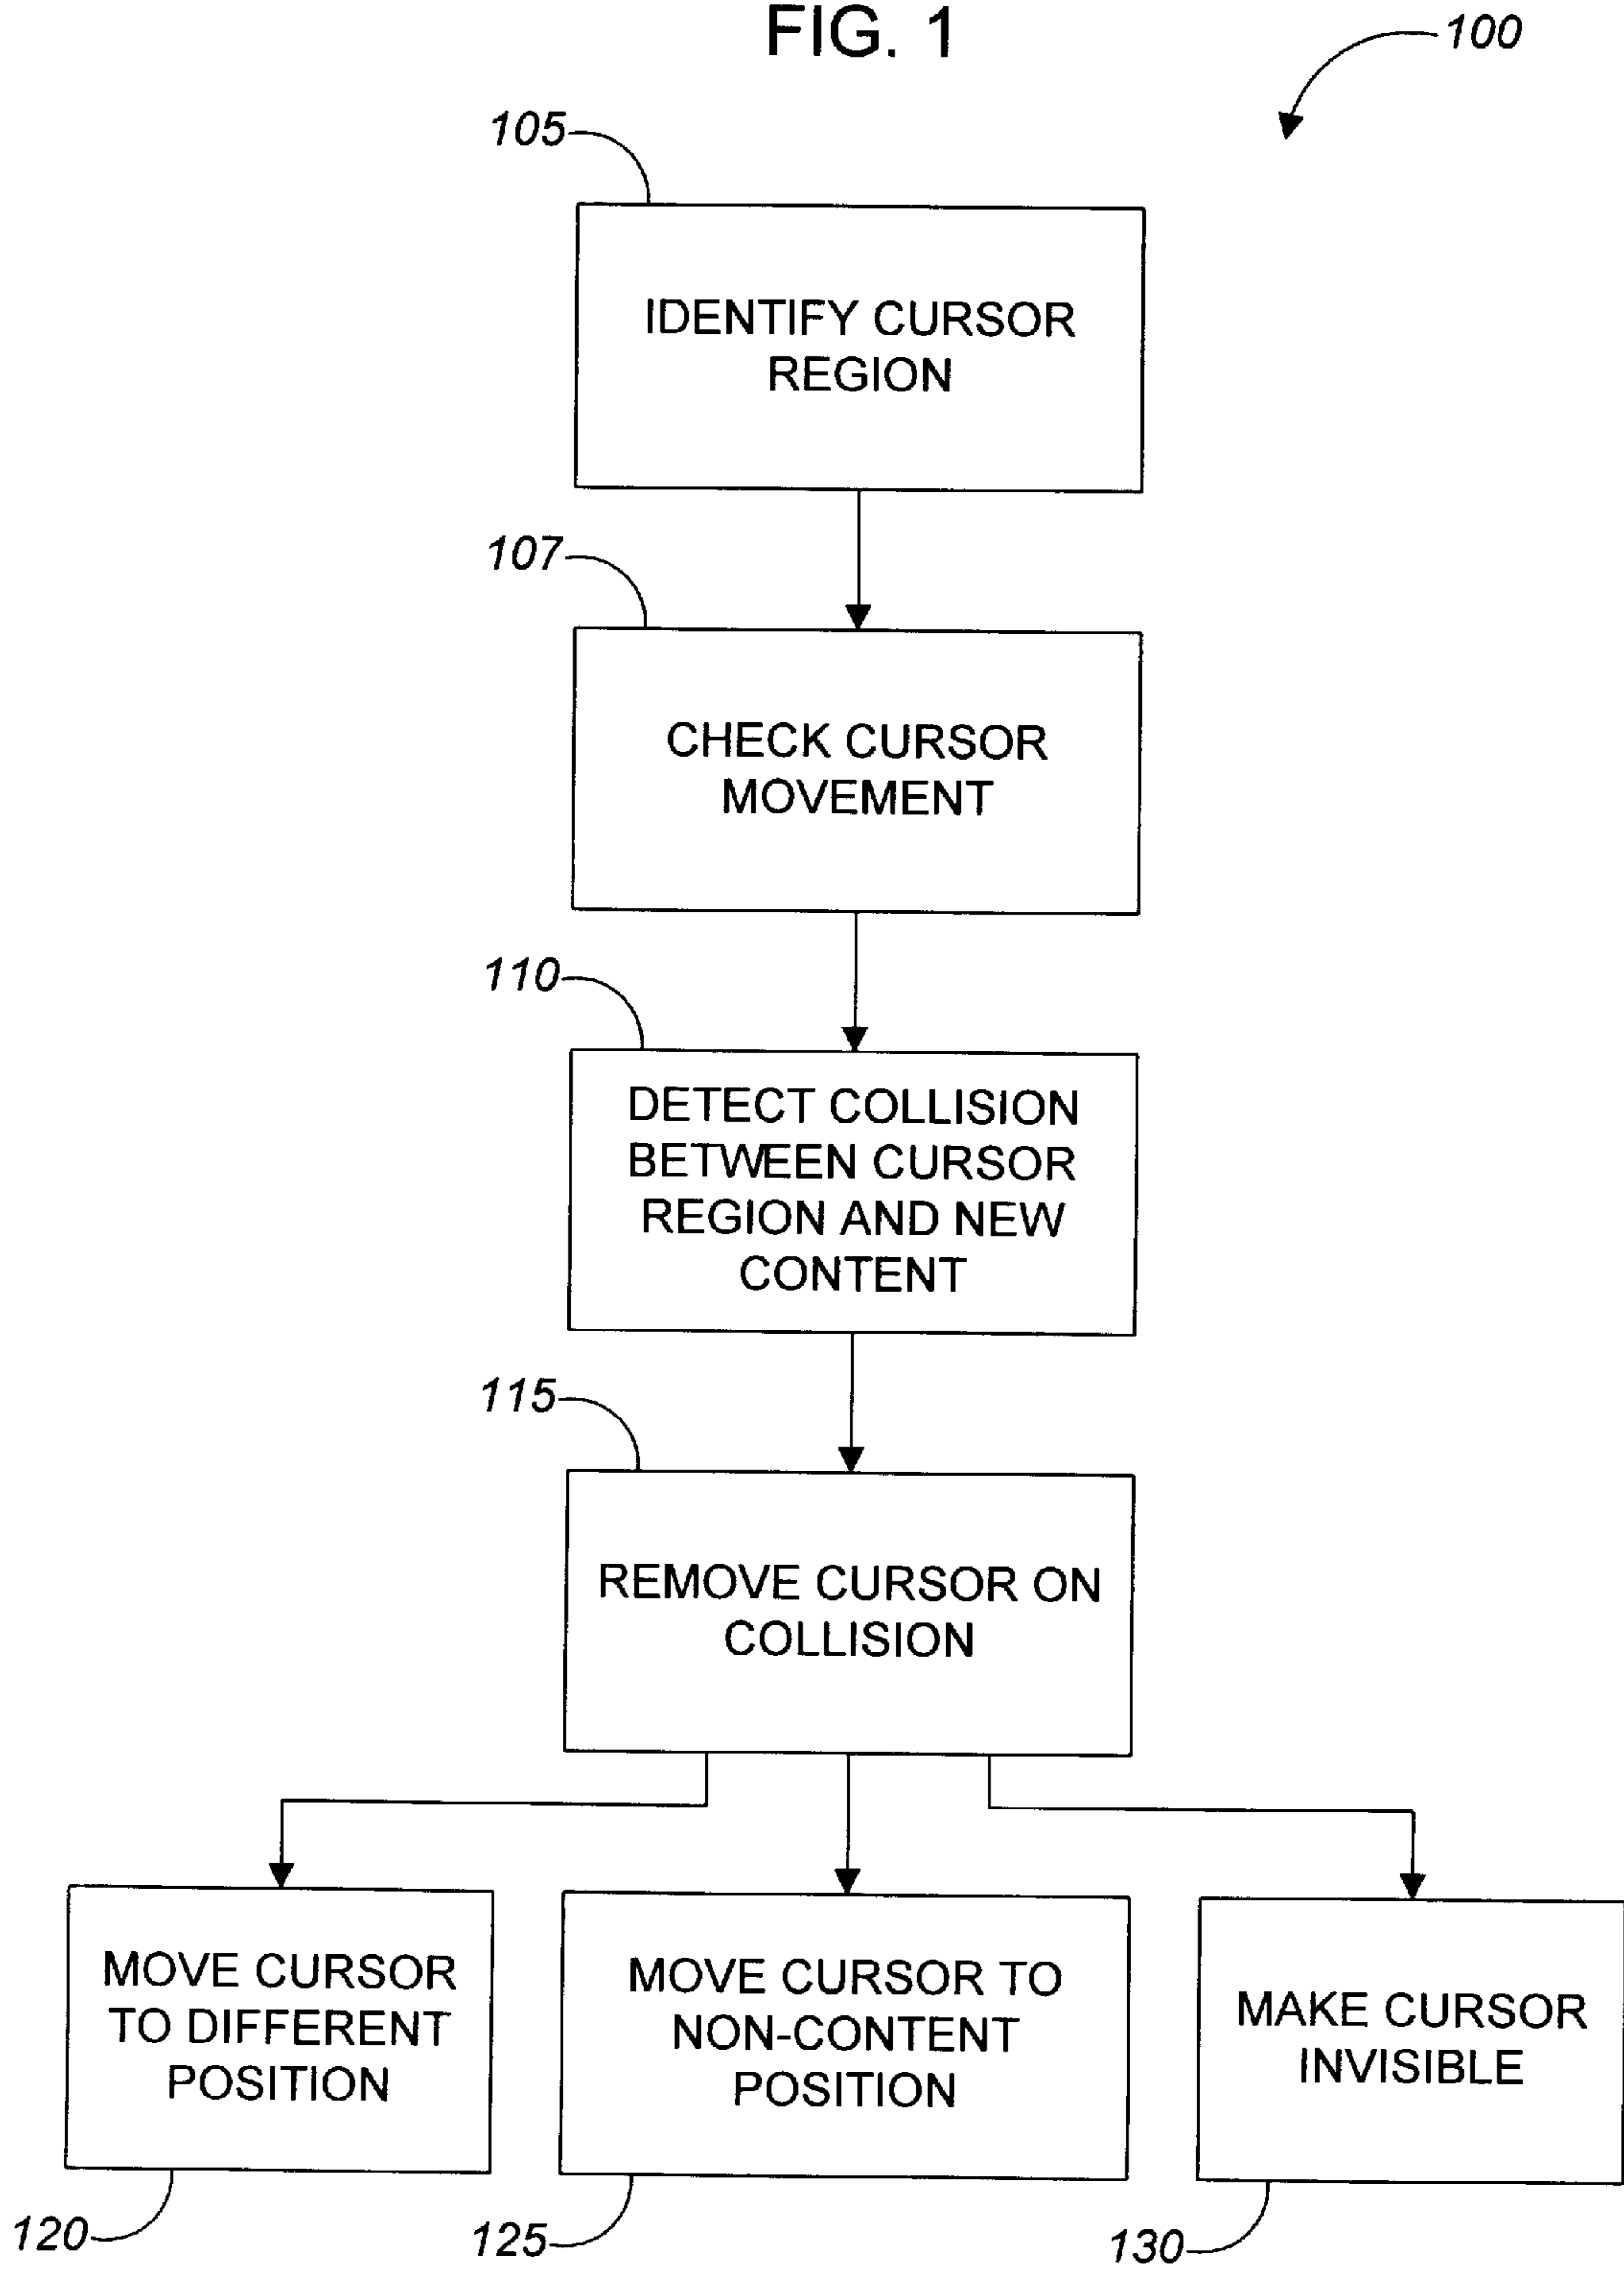 FIG. 1
100
105
IDENTIFY CURSOR
REGION
107
CHECK CURSOR
MOVEMENT
110
DETECT COLLISION
BETWEEN CURSOR
REGION AND NEW
CONTENT
115
REMOVE CURSOR ON
COLLISION
MOVE CURSOR
TO DIFFERENT
POSITION
MOVE CURSOR TO
NON-CONTENT
POSITION
MAKE CURSOR
INVISIBLE
120
125
130